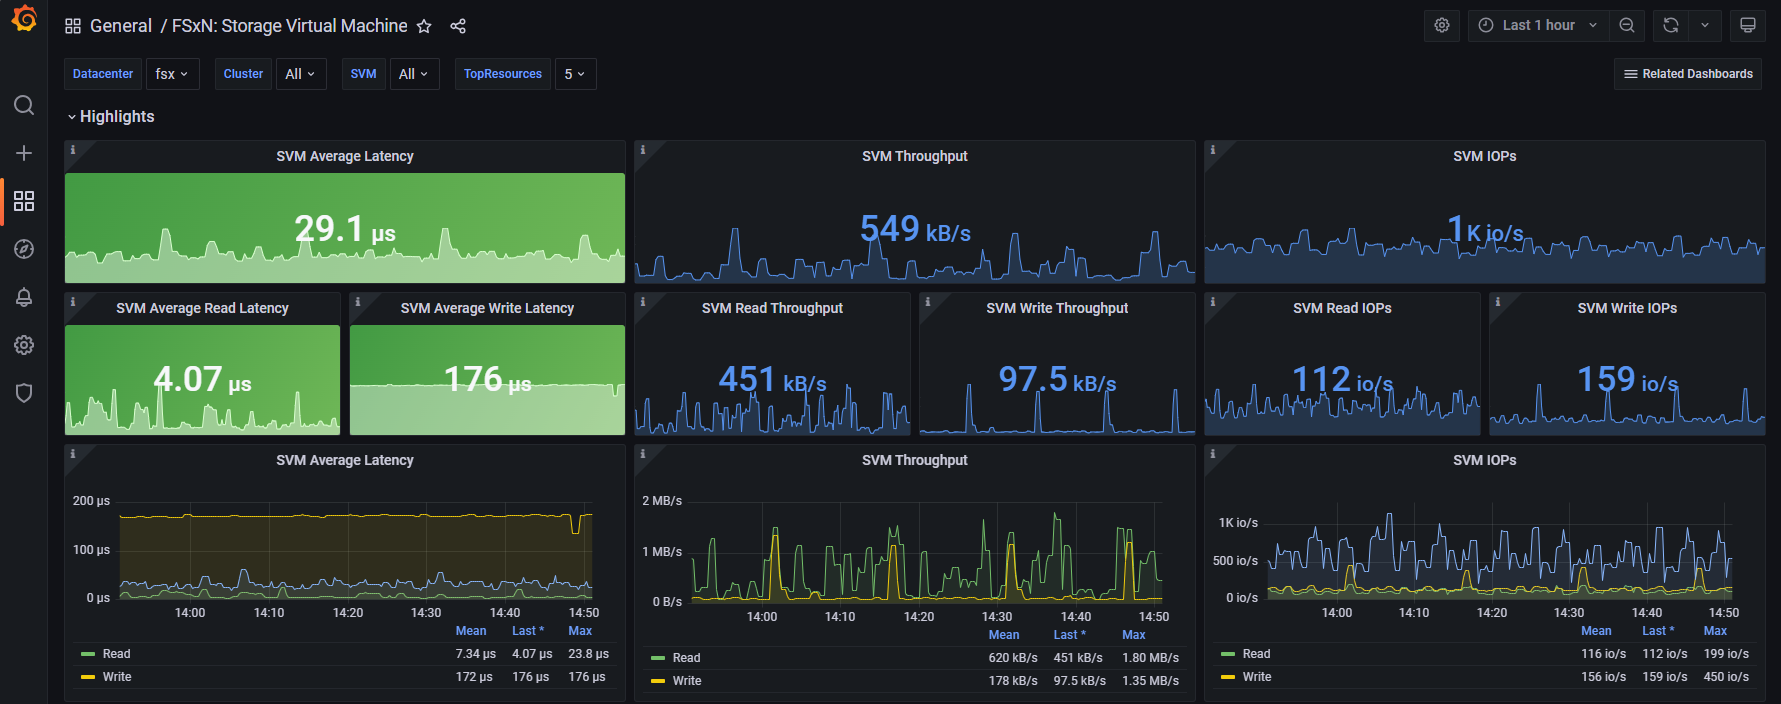 General / FSxN: Storage Virtual Machine
Last 1 hour
Datacenter fsx Cluster All SVM All TopResources 5
Related Dashboards
Highlights
SVM Average Latency
29.1 µs
SVM Throughput
549 kB/s
SVM IOPs
1K io/s
SVM Average Read Latency
4.07 µs
SVM Average Write Latency
176 µs
SVM Read Throughput
451 kB/s
SVM Write Throughput
97.5 kB/s
SVM Read IOPs
112 io/s
SVM Write IOPs
159 io/s
SVM Average Latency
200 µs
100 µs
0 µs
14:00 14:10 14:20 14:30 14:40 14:50
Mean Last * Max
Read 7.34 µs 4.07 µs 23.8 µs
Write 172 µs 176 µs 176 µs
SVM Throughput
2 MB/s
1 MB/s
0 B/s
14:00 14:10 14:20 14:30 14:40 14:50
Mean Last * Max
Read 620 kB/s 451 kB/s 1.80 MB/s
Write 178 kB/s 97.5 kB/s 1.35 MB/s
SVM IOPs
1K io/s
500 io/s
0 io/s
14:00 14:10 14:20 14:30 14:40 14:50
Mean Last * Max
Read 116 io/s 112 io/s 199 io/s
Write 156 io/s 159 io/s 450 io/s